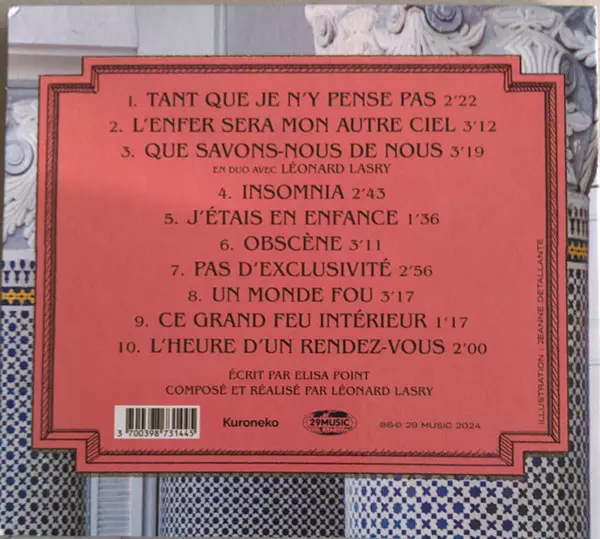 1. TANT QUE JE N'Y PENSE PAS 2'22
2. L'ENFER SERA MON AUTRE CIEL 3'12
3. QUE SAVONS-NOUS DE NOUS 3'19
EN DUO AVEC LÉONARD LASRY
4. INSOMNIA 2'43
5. J'ÉTAIS EN ENFANCE 1'36
6. OBSCÈNE 3'11
7. PAS D'EXCLUSIVITÉ 2'56
8. UN MONDE FOU 3'17
9. CE GRAND FEU INTÉRIEUR 1'17
10. L'HEURE D'UN RENDEZ-VOUS 2'00
ÉCRIT PAR ELISA POINT
COMPOSÉ ET RÉALISÉ PAR LÉONARD LASRY
3 700398 731445
Kuroneko
29MUSIC
℗© 29 MUSIC 2024
ILLUSTRATION : JEANNE DETALLANTE